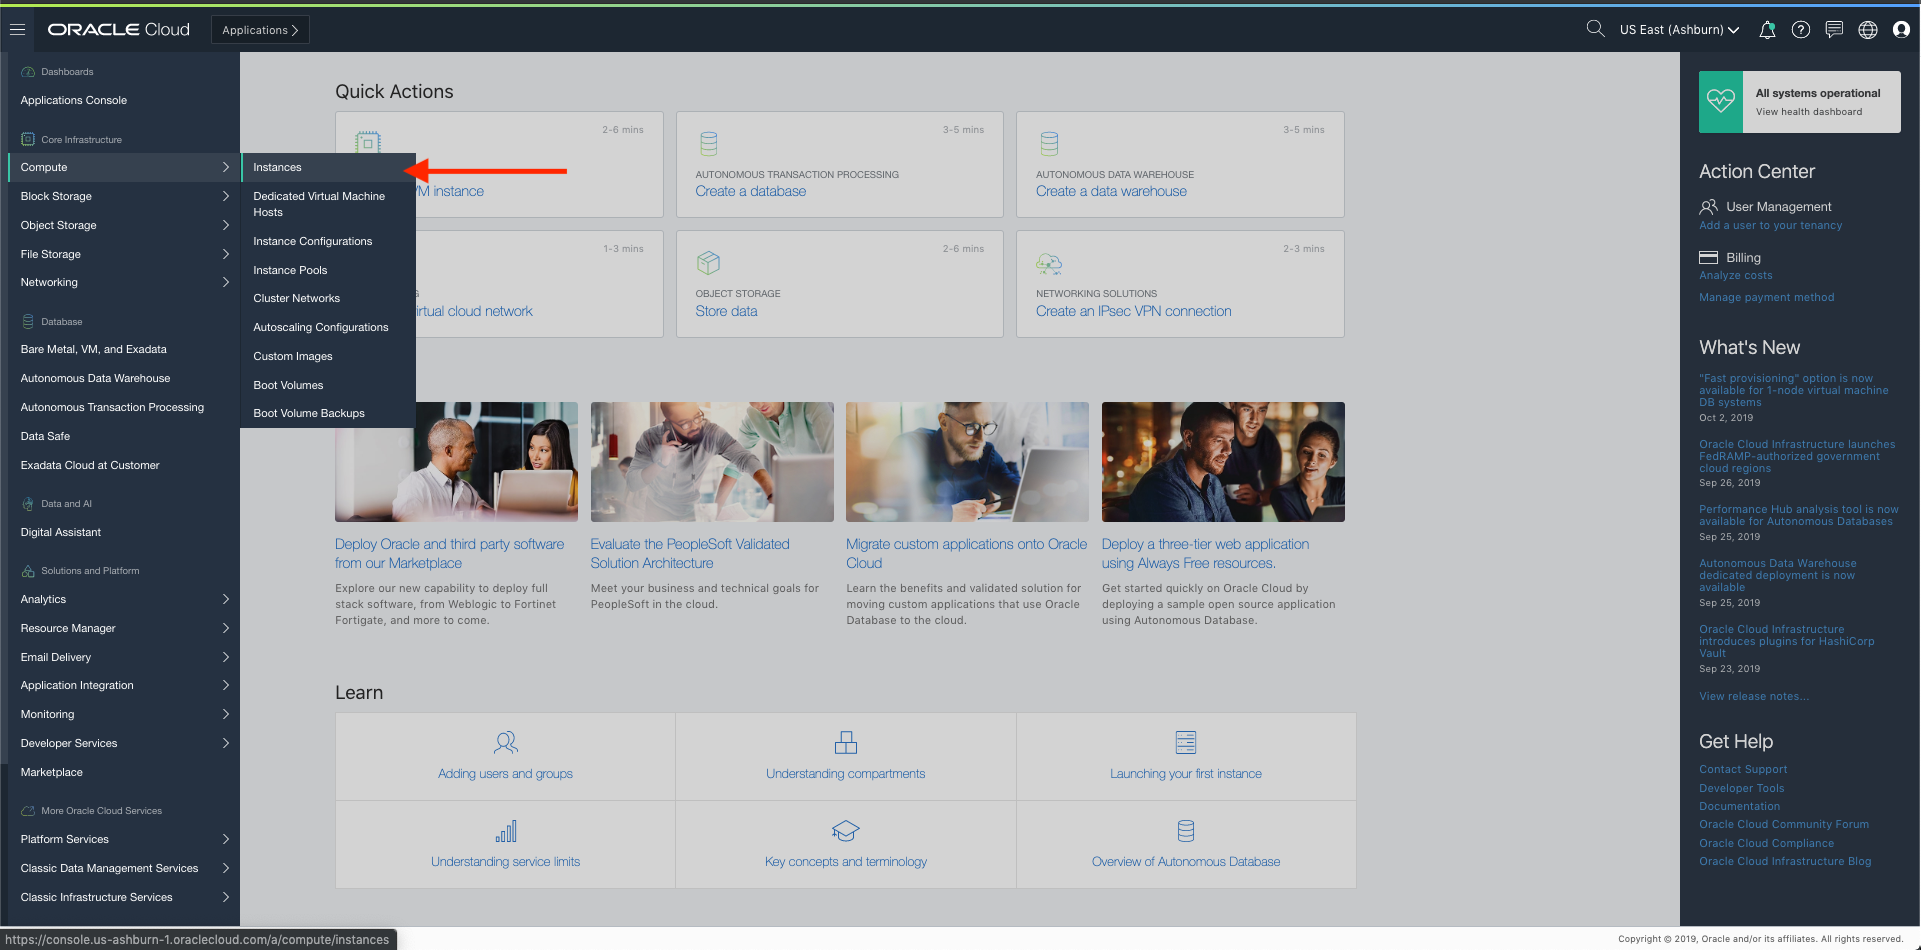 ORACLE Cloud
Applications
US East (Ashburn)
Dashboards
Applications Console
Core Infrastructure
Compute
Block Storage
Object Storage
File Storage
Networking
Database
Bare Metal, VM, and Exadata
Autonomous Data Warehouse
Autonomous Transaction Processing
Data Safe
Exadata Cloud at Customer
Data and AI
Digital Assistant
Solutions and Platform
Analytics
Resource Manager
Email Delivery
Application Integration
Monitoring
Developer Services
Marketplace
More Oracle Cloud Services
Platform Services
Classic Data Management Services
Classic Infrastructure Services
Instances
Dedicated Virtual Machine
Hosts
Instance Configurations
Instance Pools
Cluster Networks
Autoscaling Configurations
Custom Images
Boot Volumes
Boot Volume Backups
Quick Actions
2-6 mins
VM instance
3-5 mins
AUTONOMOUS TRANSACTION PROCESSING
Create a database
3-5 mins
AUTONOMOUS DATA WAREHOUSE
Create a data warehouse
1-3 mins
virtual cloud network
2-6 mins
OBJECT STORAGE
Store data
2-3 mins
NETWORKING SOLUTIONS
Create an IPsec VPN connection
Deploy Oracle and third party software
from our Marketplace
Explore our new capability to deploy full
stack software, from Weblogic to Fortinet
Fortigate, and more to come.
Evaluate the PeopleSoft Validated
Solution Architecture
Meet your business and technical goals for
PeopleSoft in the cloud.
Migrate custom applications onto Oracle
Cloud
Learn the benefits and validated solution for
moving custom applications that use Oracle
Database to the cloud.
Deploy a three-tier web application
using Always Free resources.
Get started quickly on Oracle Cloud by
deploying a sample open source application
using Autonomous Database.
Learn
Adding users and groups
Understanding compartments
Launching your first instance
Understanding service limits
Key concepts and terminology
Overview of Autonomous Database
All systems operational
View health dashboard
Action Center
User Management
Add a user to your tenancy
Billing
Analyze costs
Manage payment method
What's New
"Fast provisioning" option is now
available for 1-node virtual machine
DB systems
Oct 2, 2019
Oracle Cloud Infrastructure launches
FedRAMP-authorized government
cloud regions
Sep 26, 2019
Performance Hub analysis tool is now
available for Autonomous Databases
Sep 25, 2019
Autonomous Data Warehouse
dedicated deployment is now
available
Sep 25, 2019
Oracle Cloud Infrastructure
introduces plugins for HashiCorp
Vault
Sep 23, 2019
View release notes...
Get Help
Contact Support
Developer Tools
Documentation
Oracle Cloud Community Forum
Oracle Cloud Compliance
Oracle Cloud Infrastructure Blog
https://console.us-ashburn-1.oraclecloud.com/a/compute/instances
Copyright © 2019, Oracle and/or its affiliates. All rights reserved.